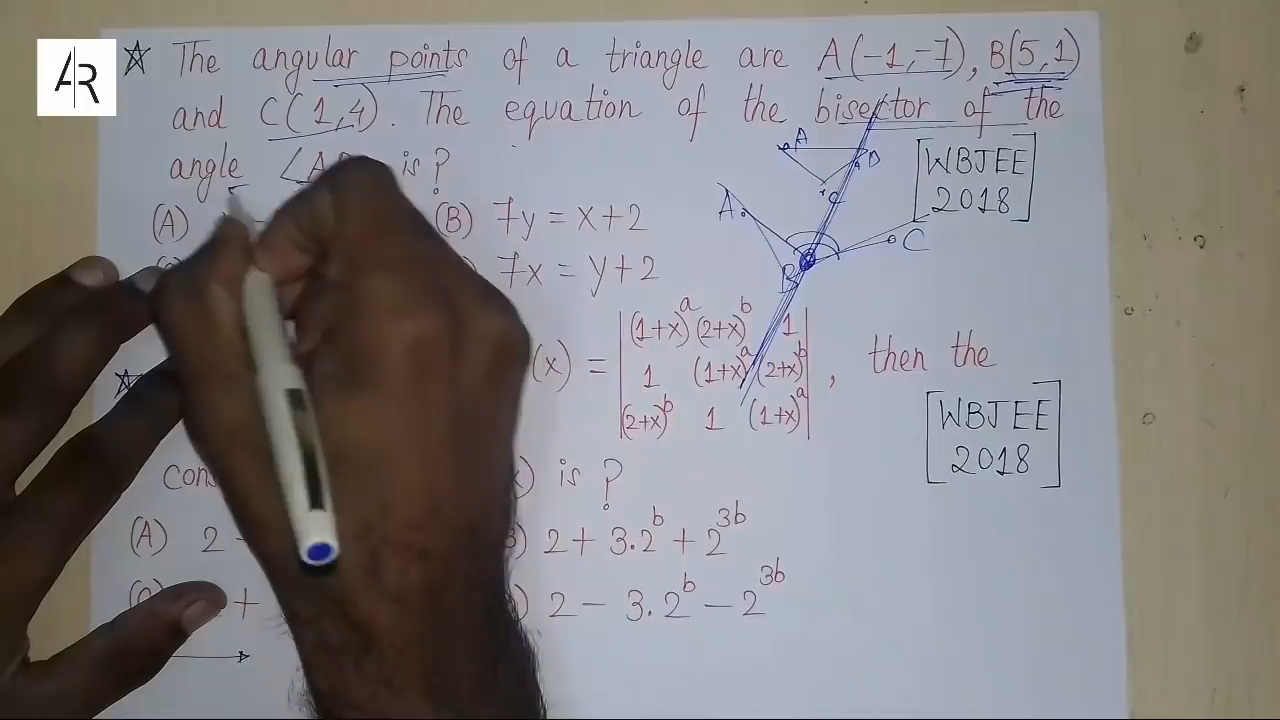 AR
☆ The angular points of a triangle are A(-1,-7), B(5,1)
and C(1,4). The equation of the bisector of the
angle ∠A is?
[WBJEE 2018]
(A) (B) 7y = x+2
7x = y+2
A
B
C
A
B
C
(x) = |(1+x)^a (2+x)^b 1|
|1 (1+x)^a (2+x)^b| , then the
|(2+x)^b 1 (1+x)^a|
[WBJEE 2018]
x) is?
(A) 2 2 + 3.2^b + 2^3b
+ 2 - 3.2^b - 2^3b